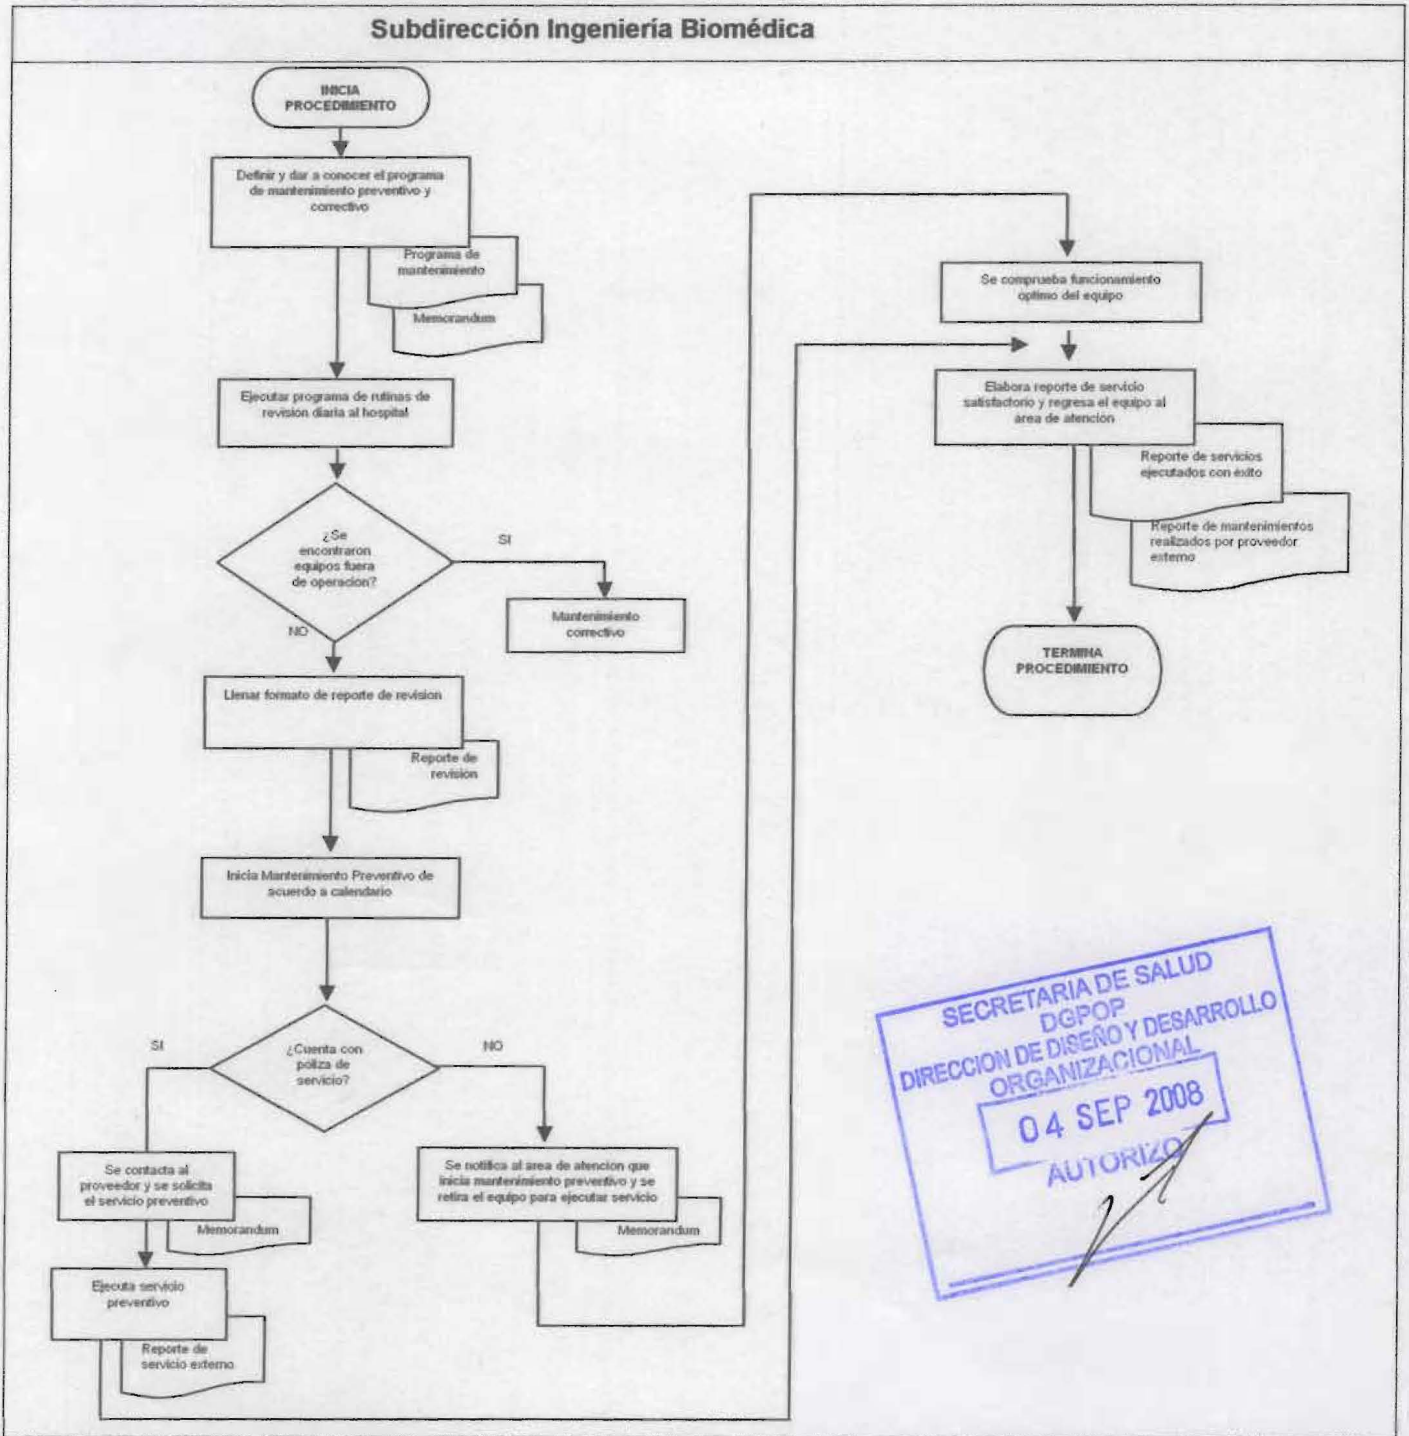 Subdirección Ingeniería Biomédica
INICIA
PROCEDIMIENTO
Definir y dar a conocer el programa
de mantenimiento preventivo y
correctivo
Programa de
mantenimiento
Memorandum
Ejecutar programa de rutinas de
revision diaria al hospital
¿Se
encontraron
equipos fuera
de operacion?
SI
NO
Mantenimiento
correctivo
Llenar formato de reporte de revision
Reporte de
revision
Inicia Mantenimiento Preventivo de
acuerdo a calendario
¿Cuenta con
poliza de
servicio?
SI
NO
Se contacta al
proveedor y se solicita
el servicio preventivo
Memorandum
Ejecuta servicio
preventivo
Reporte de
servicio externo
Se notifica al area de atencion que
inicia mantenimiento preventivo y se
retira el equipo para ejecutar servicio
Memorandum
Se comprueba funcionamiento
optimo del equipo
Elabora reporte de servicio
satisfactorio y regresa el equipo al
area de atención
Reporte de servicios
ejecutados con éxito
Reporte de mantenimientos
realizados por proveedor
externo
TERMINA
PROCEDIMIENTO
SECRETARIA DE SALUD
DGPOP
DIRECCION DE DISEÑO Y DESARROLLO
ORGANIZACIONAL
04 SEP 2008
AUTORIZO